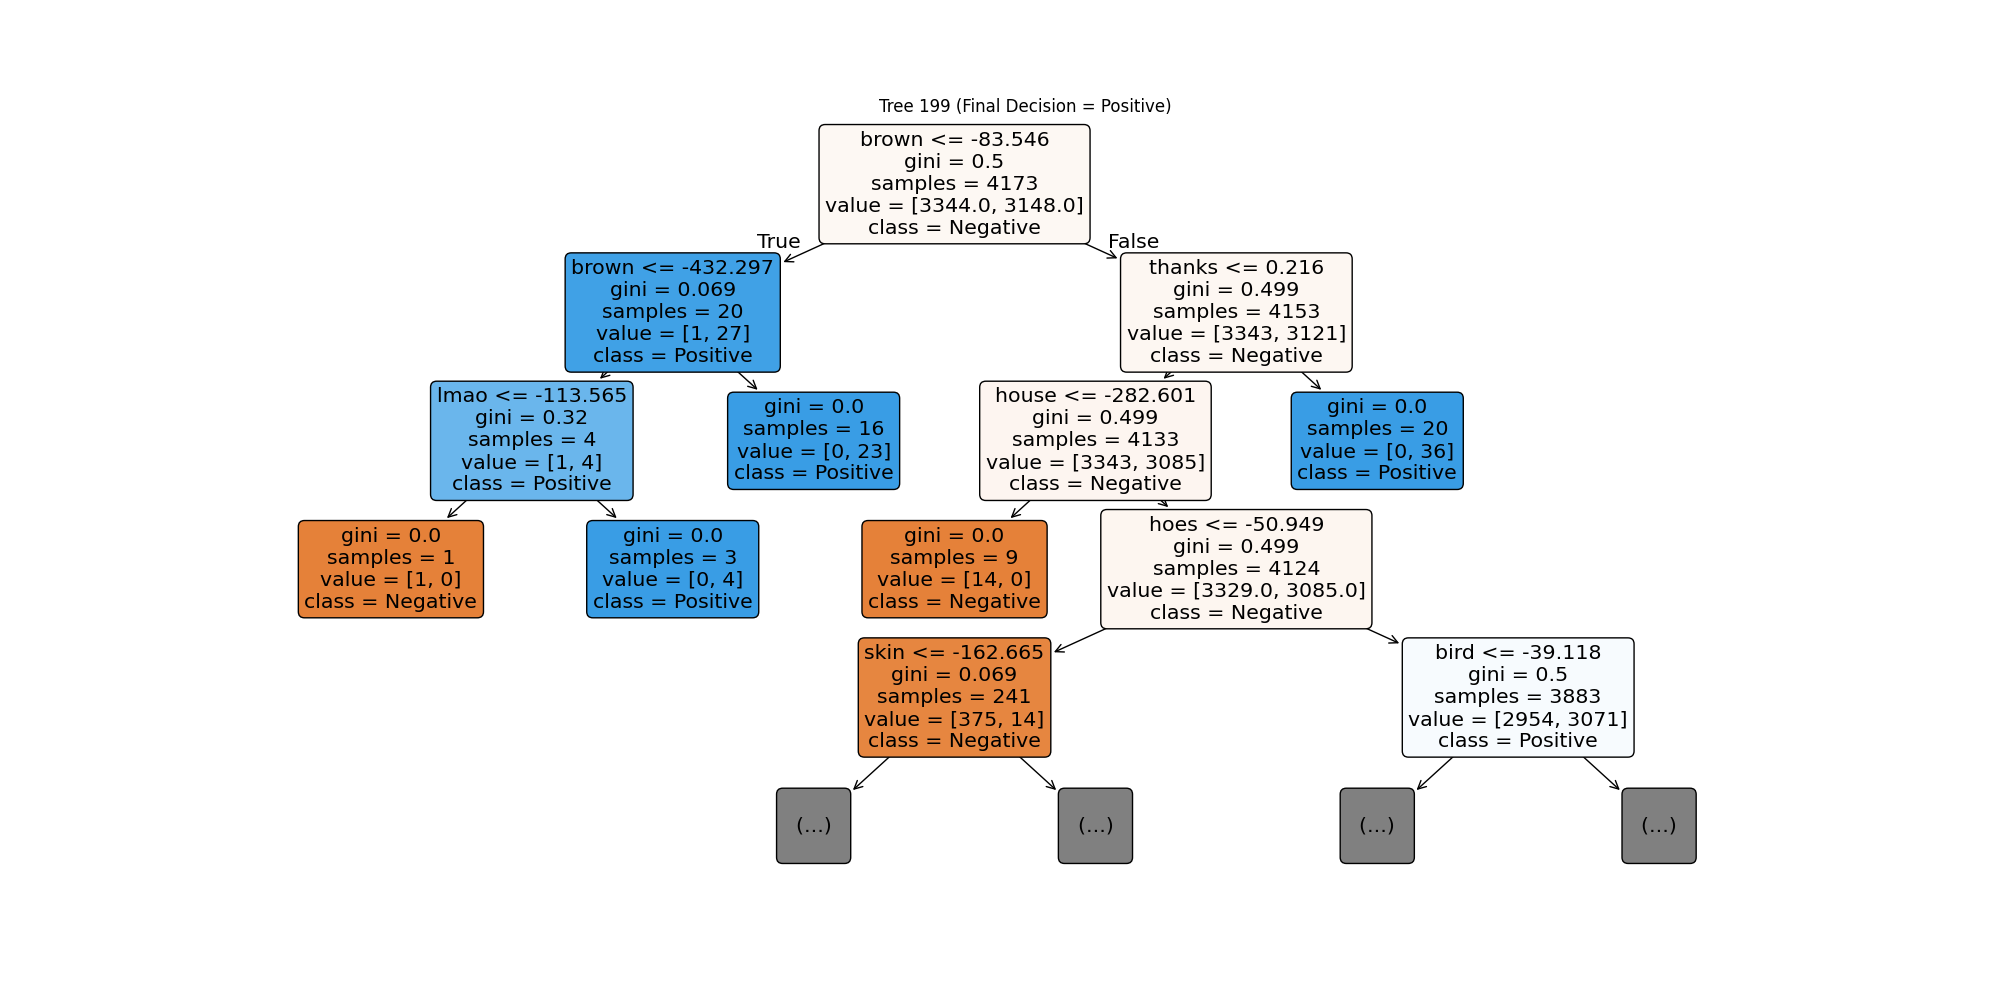 Tree 199 (Final Decision = Positive)
brown <= -83.546
gini = 0.5
samples = 4173
value = [3344.0, 3148.0]
class = Negative
True
False
brown <= -432.297
gini = 0.069
samples = 20
value = [1, 27]
class = Positive
thanks <= 0.216
gini = 0.499
samples = 4153
value = [3343, 3121]
class = Negative
lmao <= -113.565
gini = 0.32
samples = 4
value = [1, 4]
class = Positive
gini = 0.0
samples = 16
value = [0, 23]
class = Positive
house <= -282.601
gini = 0.499
samples = 4133
value = [3343, 3085]
class = Negative
gini = 0.0
samples = 20
value = [0, 36]
class = Positive
gini = 0.0
samples = 1
value = [1, 0]
class = Negative
gini = 0.0
samples = 3
value = [0, 4]
class = Positive
gini = 0.0
samples = 9
value = [14, 0]
class = Negative
hoes <= -50.949
gini = 0.499
samples = 4124
value = [3329.0, 3085.0]
class = Negative
skin <= -162.665
gini = 0.069
samples = 241
value = [375, 14]
class = Negative
bird <= -39.118
gini = 0.5
samples = 3883
value = [2954, 3071]
class = Positive
(...)
(...)
(...)
(...)